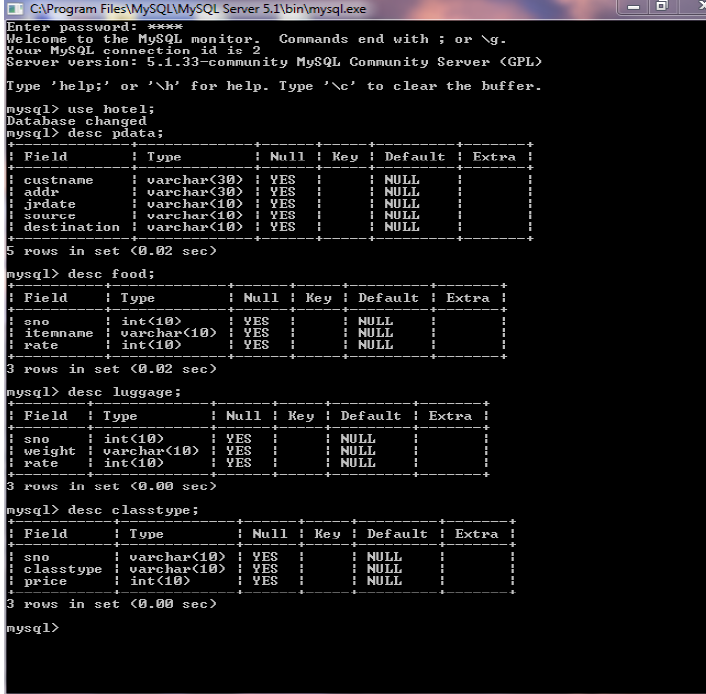 C:\Program Files\MySQL\MySQL Server 5.1\bin\mysql.exe
Enter password: ****
Welcome to the MySQL monitor.  Commands end with ; or \g.
Your MySQL connection id is 2
Server version: 5.1.33-community MySQL Community Server (GPL)
Type 'help;' or '\h' for help. Type '\c' to clear the buffer.
mysql> use hotel;
Database changed
mysql> desc pdata;
+-------------+-------------+------+-----+---------+-------+
| Field       | Type        | Null | Key | Default | Extra |
+-------------+-------------+------+-----+---------+-------+
| custname    | varchar(30) | YES  |     | NULL    |       |
| addr        | varchar(30) | YES  |     | NULL    |       |
| jrdate      | varchar(10) | YES  |     | NULL    |       |
| source      | varchar(10) | YES  |     | NULL    |       |
| destination | varchar(10) | YES  |     | NULL    |       |
+-------------+-------------+------+-----+---------+-------+
5 rows in set (0.02 sec)
mysql> desc food;
+----------+-------------+------+-----+---------+-------+
| Field    | Type        | Null | Key | Default | Extra |
+----------+-------------+------+-----+---------+-------+
| sno      | int(10)     | YES  |     | NULL    |       |
| itemname | varchar(10) | YES  |     | NULL    |       |
| rate     | int(10)     | YES  |     | NULL    |       |
+----------+-------------+------+-----+---------+-------+
3 rows in set (0.02 sec)
mysql> desc luggage;
+--------+-------------+------+-----+---------+-------+
| Field  | Type        | Null | Key | Default | Extra |
+--------+-------------+------+-----+---------+-------+
| sno    | int(10)     | YES  |     | NULL    |       |
| weight | varchar(10) | YES  |     | NULL    |       |
| rate   | int(10)     | YES  |     | NULL    |       |
+--------+-------------+------+-----+---------+-------+
3 rows in set (0.00 sec)
mysql> desc classtype;
+-----------+-------------+------+-----+---------+-------+
| Field     | Type        | Null | Key | Default | Extra |
+-----------+-------------+------+-----+---------+-------+
| sno       | varchar(10) | YES  |     | NULL    |       |
| classtype | varchar(10) | YES  |     | NULL    |       |
| price     | int(10)     | YES  |     | NULL    |       |
+-----------+-------------+------+-----+---------+-------+
3 rows in set (0.00 sec)
mysql>